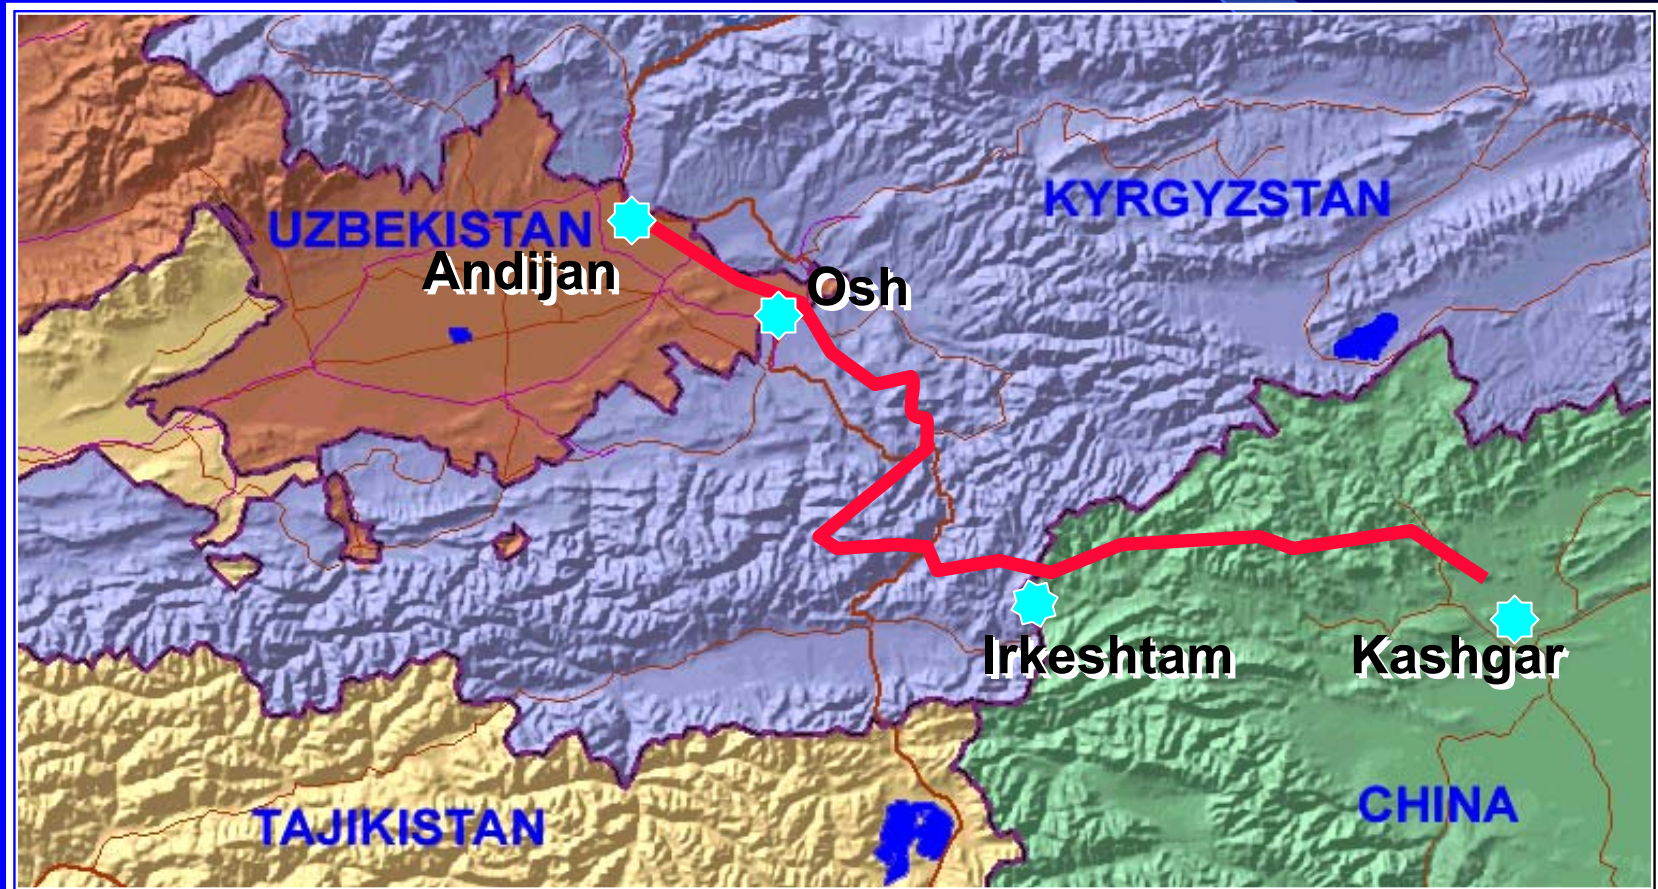 KYRGYZSTAN
UZBEKISTAN
Andijan
Osh
Irkeshtam
Kashgar
TAJIKISTAN
CHINA